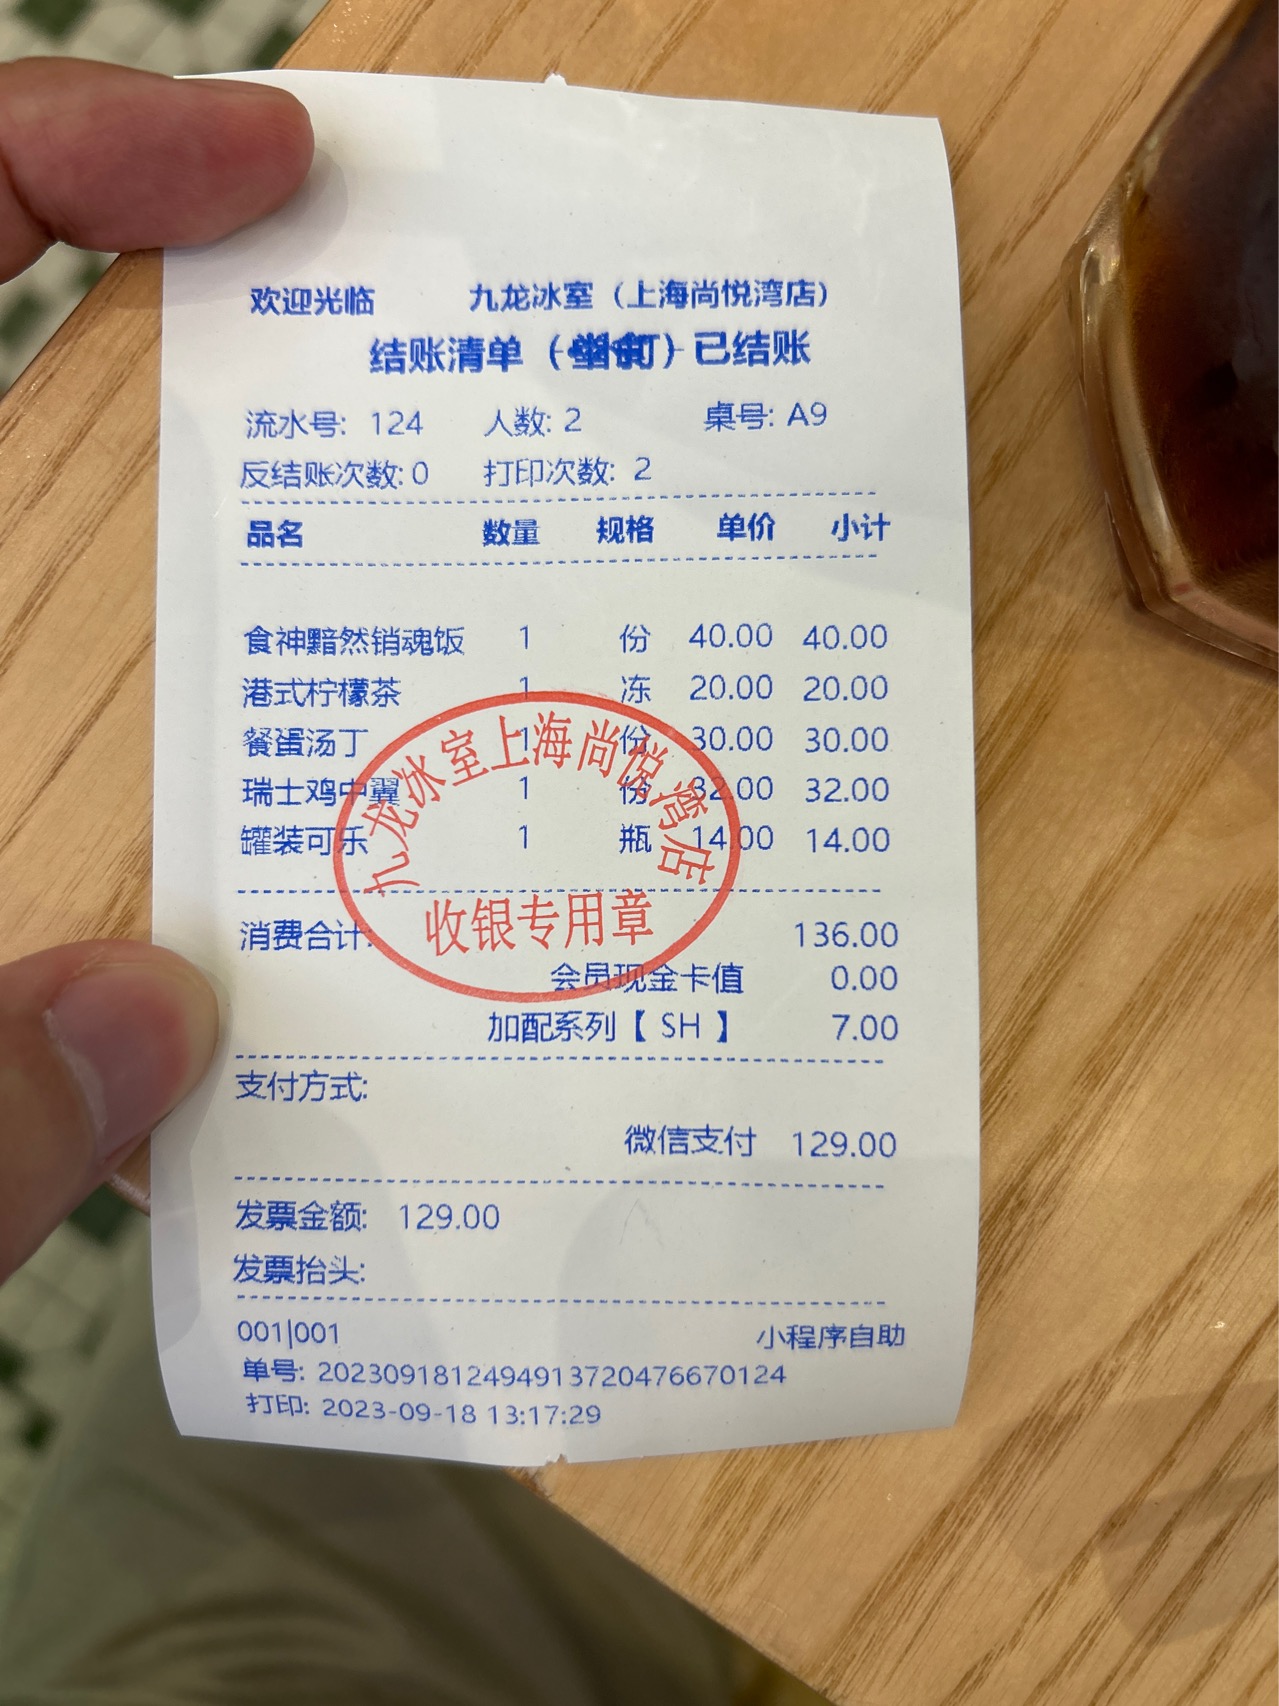 欢迎光临 九龙冰室（上海尚悦湾店）
结账清单（）已结账
流水号: 124 人数: 2 桌号: A9
反结账次数: 0 打印次数: 2
品名 数量 规格 单价 小计
食神黯然销魂饭 1 份 40.00 40.00
港式柠檬茶 1 冻 20.00 20.00
餐蛋汤丁 1 份 30.00 30.00
瑞士鸡中翼 1 份 32.00 32.00
罐装可乐 1 瓶 14.00 14.00
九龙冰室上海尚悦湾店
收银专用章
消费合计: 136.00
会员现金卡值 0.00
加配系列【 SH 】 7.00
支付方式:
微信支付 129.00
发票金额: 129.00
发票抬头:
001|001 小程序自助
单号: 2023091812494913720476670124
打印: 2023-09-18 13:17:29